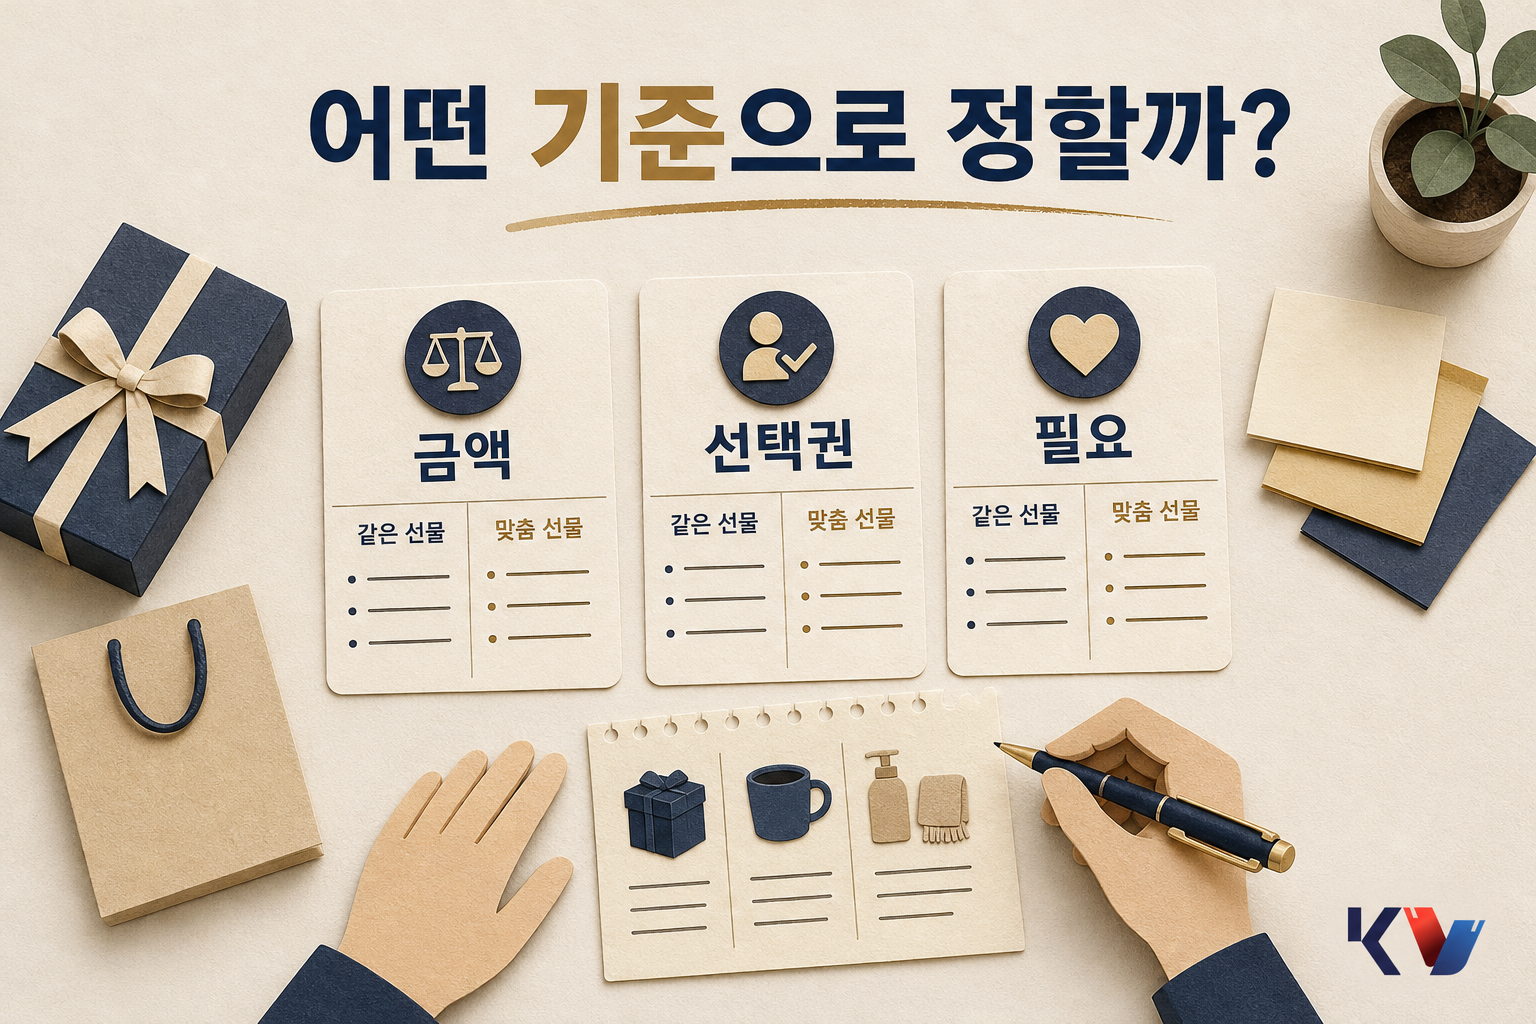 어떤 기준으로 정할까?
금액
같은 선물 맞춤 선물
선택권
같은 선물 맞춤 선물
필요
같은 선물 맞춤 선물
KV